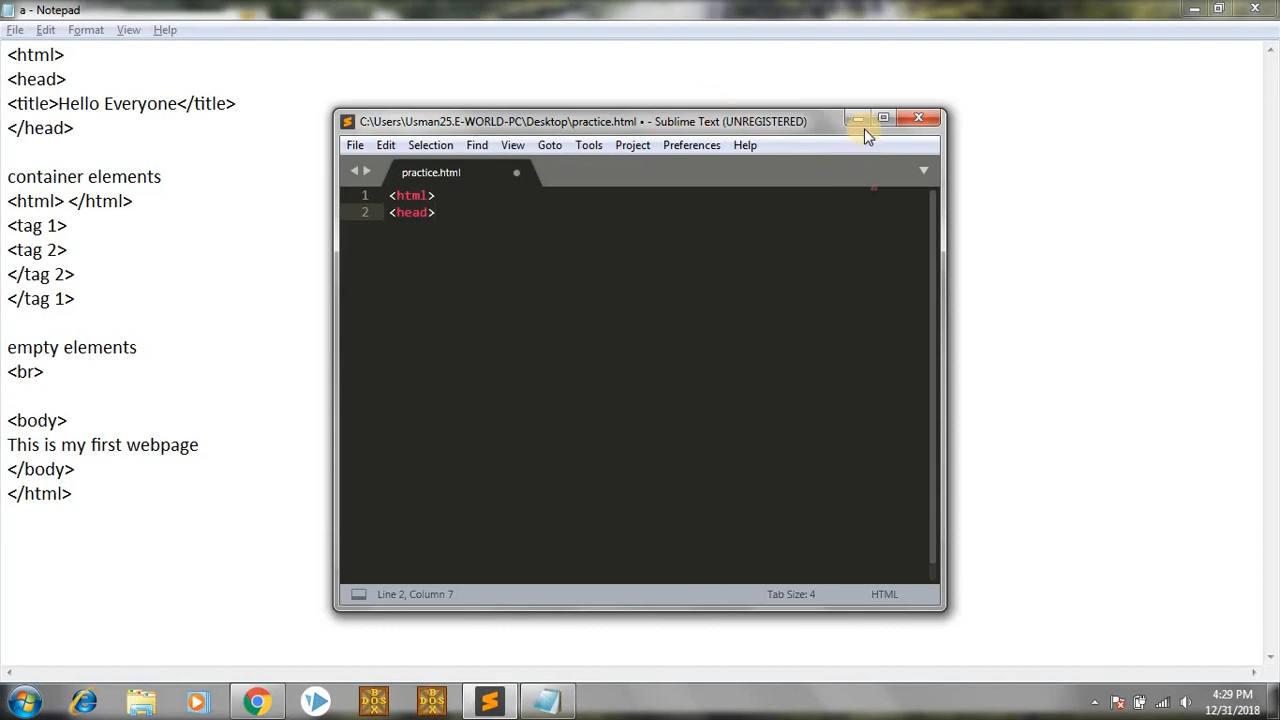 a - Notepad
File Edit Format View Help
<html>
<head>
<title>Hello Everyone</title>
</head>
container elements
<html> </html>
<tag 1>
<tag 2>
</tag 2>
</tag 1>
empty elements
<br>
<body>
This is my first webpage
</body>
</html>
C:\Users\Usman25.E-WORLD-PC\Desktop\practice.html • - Sublime Text (UNREGISTERED)
File Edit Selection Find View Goto Tools Project Preferences Help
practice.html
1 <html>
2 <head>
Line 2, Column 7 Tab Size: 4 HTML
B DOS X
B DOS X
4:29 PM
12/31/2018